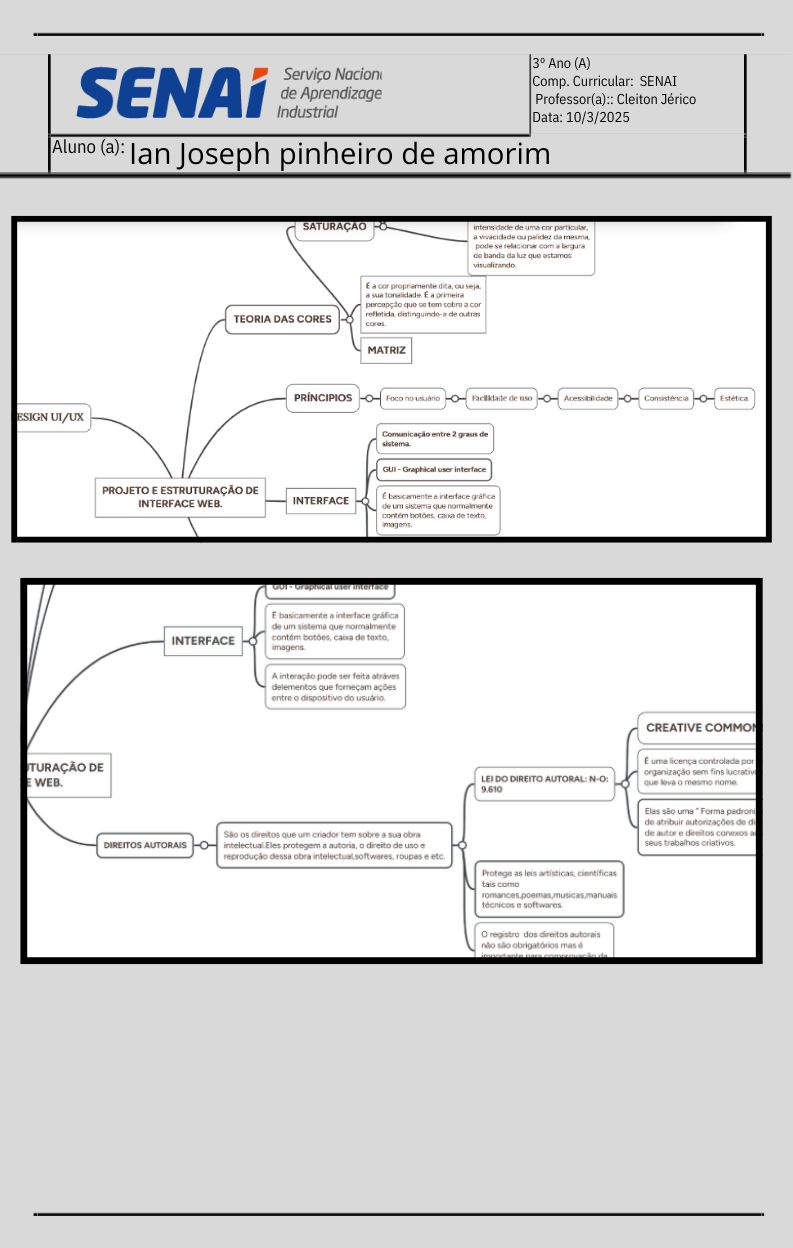 SENAI
Serviço Nacion
de Aprendizage
Industrial
3º Ano (A)
Comp. Curricular: SENAI
Professor(a):: Cleiton Jérico
Data: 10/3/2025
Aluno (a): Ian Joseph pinheiro de amorim
SATURAÇÃO
intensidade de uma cor particular,
a vivacidade ou palidez da mesma,
pode se relacionar com a largura
de banda da luz que estamos
visualizando.
É a cor propriamente dita, ou seja,
a sua tonalidade. É a primeira
percepção que se tem sobre a cor
refletida, distinguindo-a de outras
cores.
TEORIA DAS CORES
MATRIZ
PRÍNCIPIOS
Foco no usuário
Facilidade de uso
Acessibilidade
Consistência
Estética.
ESIGN UI/UX
Comunicação entre 2 graus de
sistema.
GUI - Graphical user interface
PROJETO E ESTRUTURAÇÃO DE
INTERFACE WEB.
INTERFACE
É basicamente a interface gráfica
de um sistema que normalmente
contém botões, caixa de texto,
imagens.
GUI - Graphical user interface
INTERFACE
É basicamente a interface gráfica
de um sistema que normalmente
contém botões, caixa de texto,
imagens.
A interação pode ser feita atráves
delementos que forneçam ações
entre o dispositivo do usuário.
CREATIVE COMMON
É uma licença controlada por
organização sem fins lucrativ
que leva o mesmo nome.
TURAÇÃO DE
E WEB.
LEI DO DIREITO AUTORAL: N-O:
9.610
Elas são uma " Forma padroni
de atribuir autorizações de di
de autor e direitos conexos a
seus trabalhos criativos.
DIREITOS AUTORAIS
São os direitos que um criador tem sobre a sua obra
intelectual.Eles protegem a autoria, o direito de uso e
reprodução dessa obra intelectual,softwares, roupas e etc.
Protege as leis artísticas, científicas
tais como
romances,poemas,musicas,manuais
técnicos e softwares.
O registro dos direitos autorais
não são obrigatórios mas é
importante para comprovação da